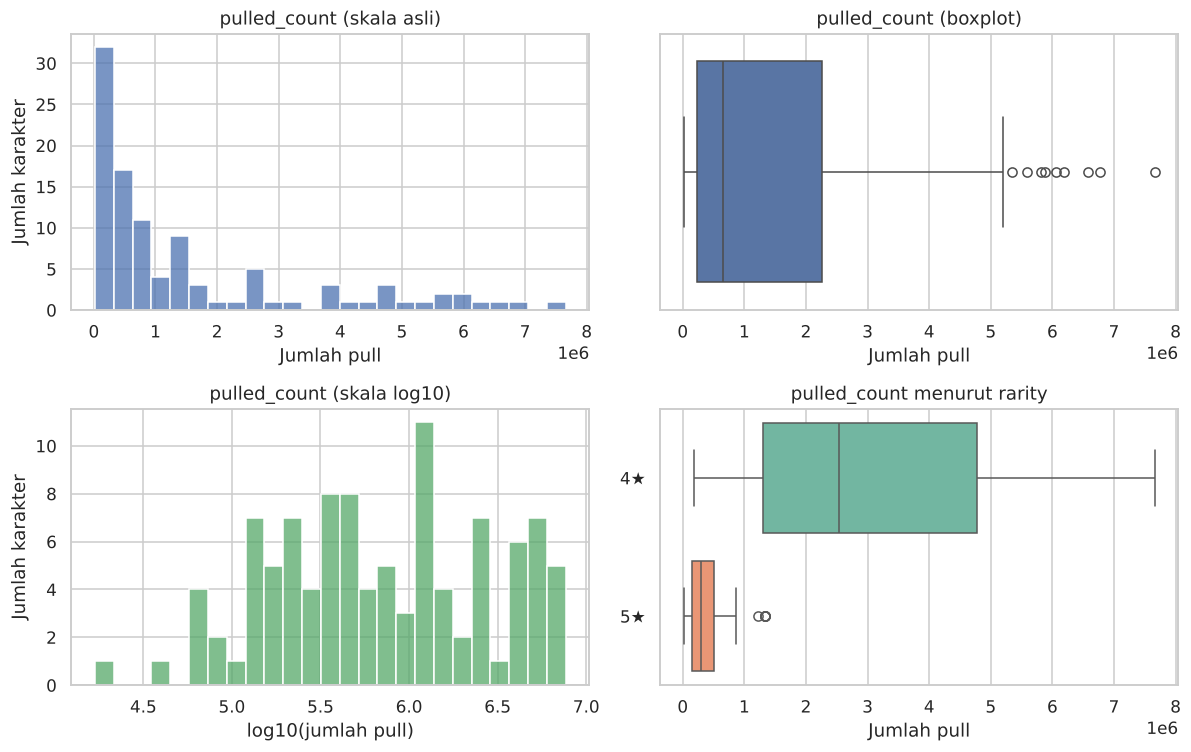 pulled_count (skala asli)
Jumlah karakter
30
25
20
15
10
5
0
0 1 2 3 4 5 6 7 8
1e6
Jumlah pull
pulled_count (boxplot)
0 1 2 3 4 5 6 7 8
1e6
Jumlah pull
pulled_count (skala log10)
Jumlah karakter
10
8
6
4
2
0
4.5 5.0 5.5 6.0 6.5 7.0
log10(jumlah pull)
pulled_count menurut rarity
4★
5★
0 1 2 3 4 5 6 7 8
1e6
Jumlah pull